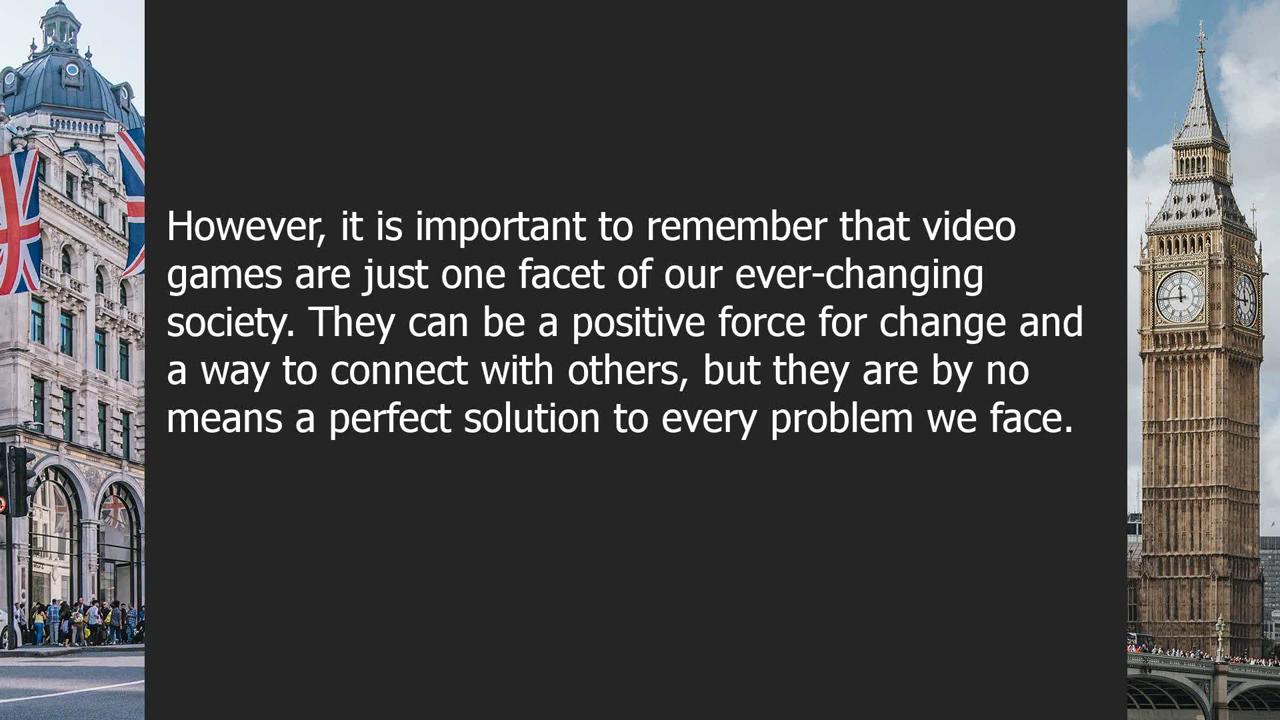 However, it is important to remember that video
games are just one facet of our ever-changing
society. They can be a positive force for change and
a way to connect with others, but they are by no
means a perfect solution to every problem we face.